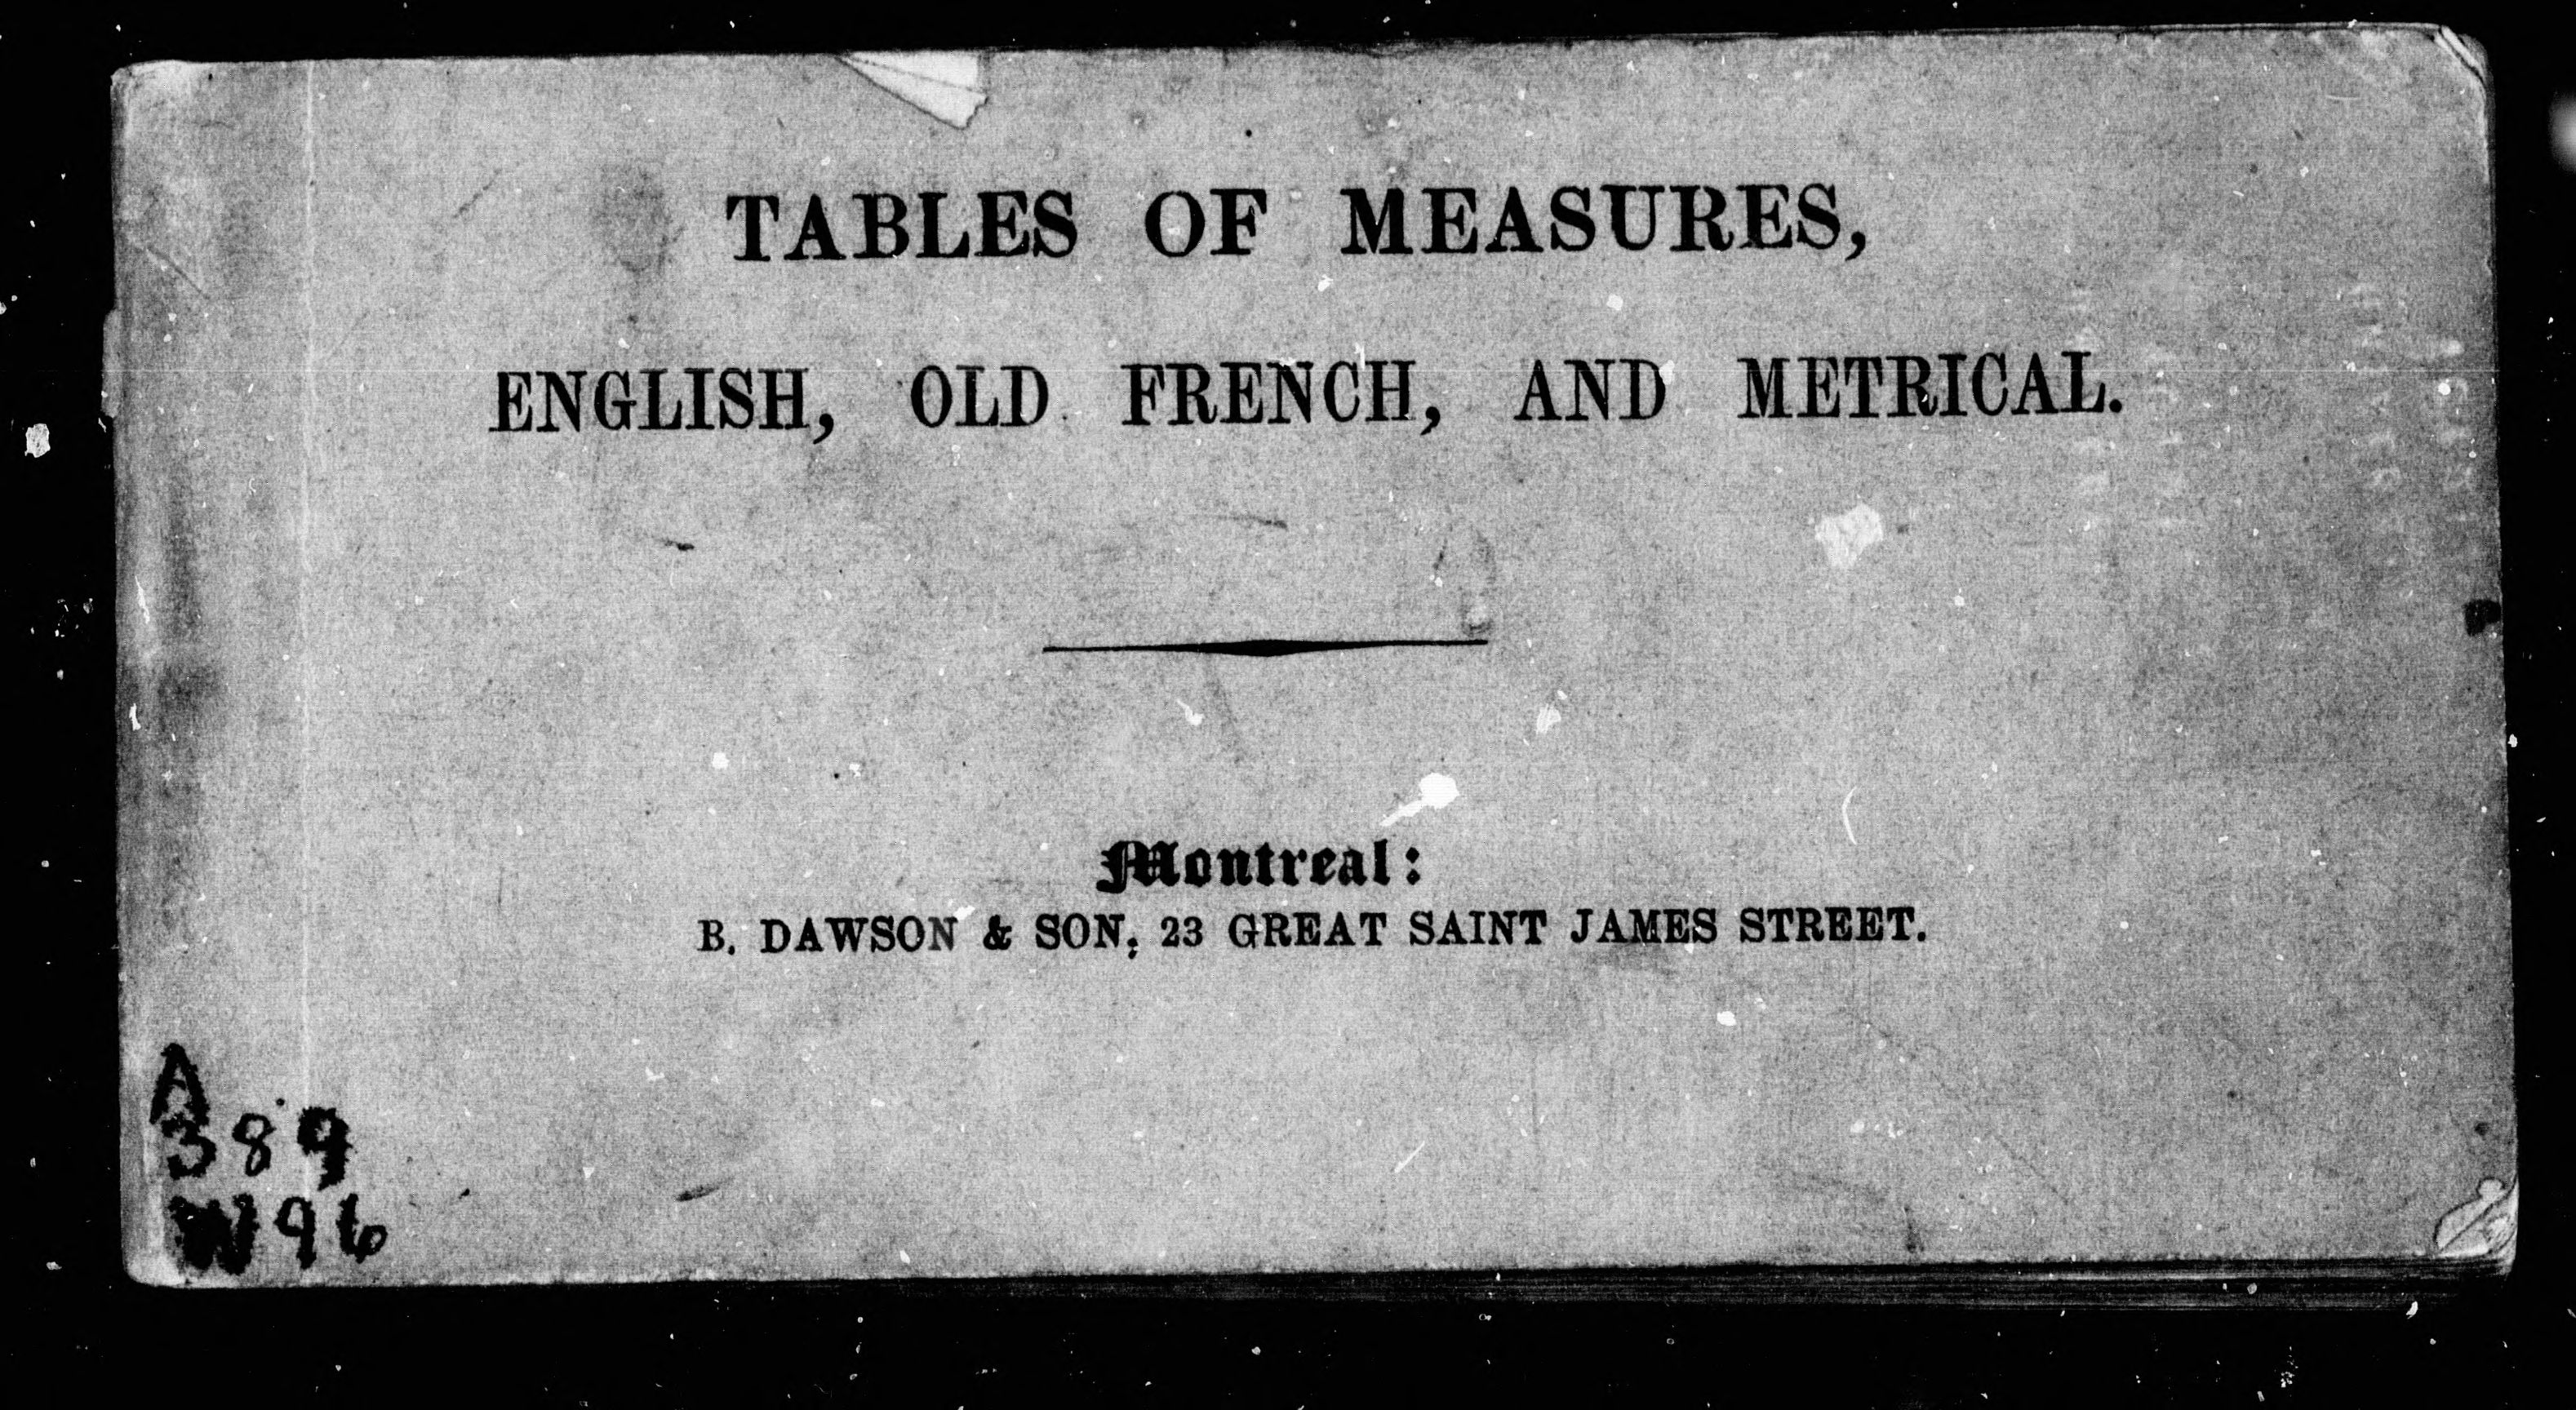 TABLES OF MEASURES,
ENGLISH, OLD FRENCH, AND METRICAL.
Montreal:
B. DAWSON & SON, 23 GREAT SAINT JAMES STREET.
A
389
W96